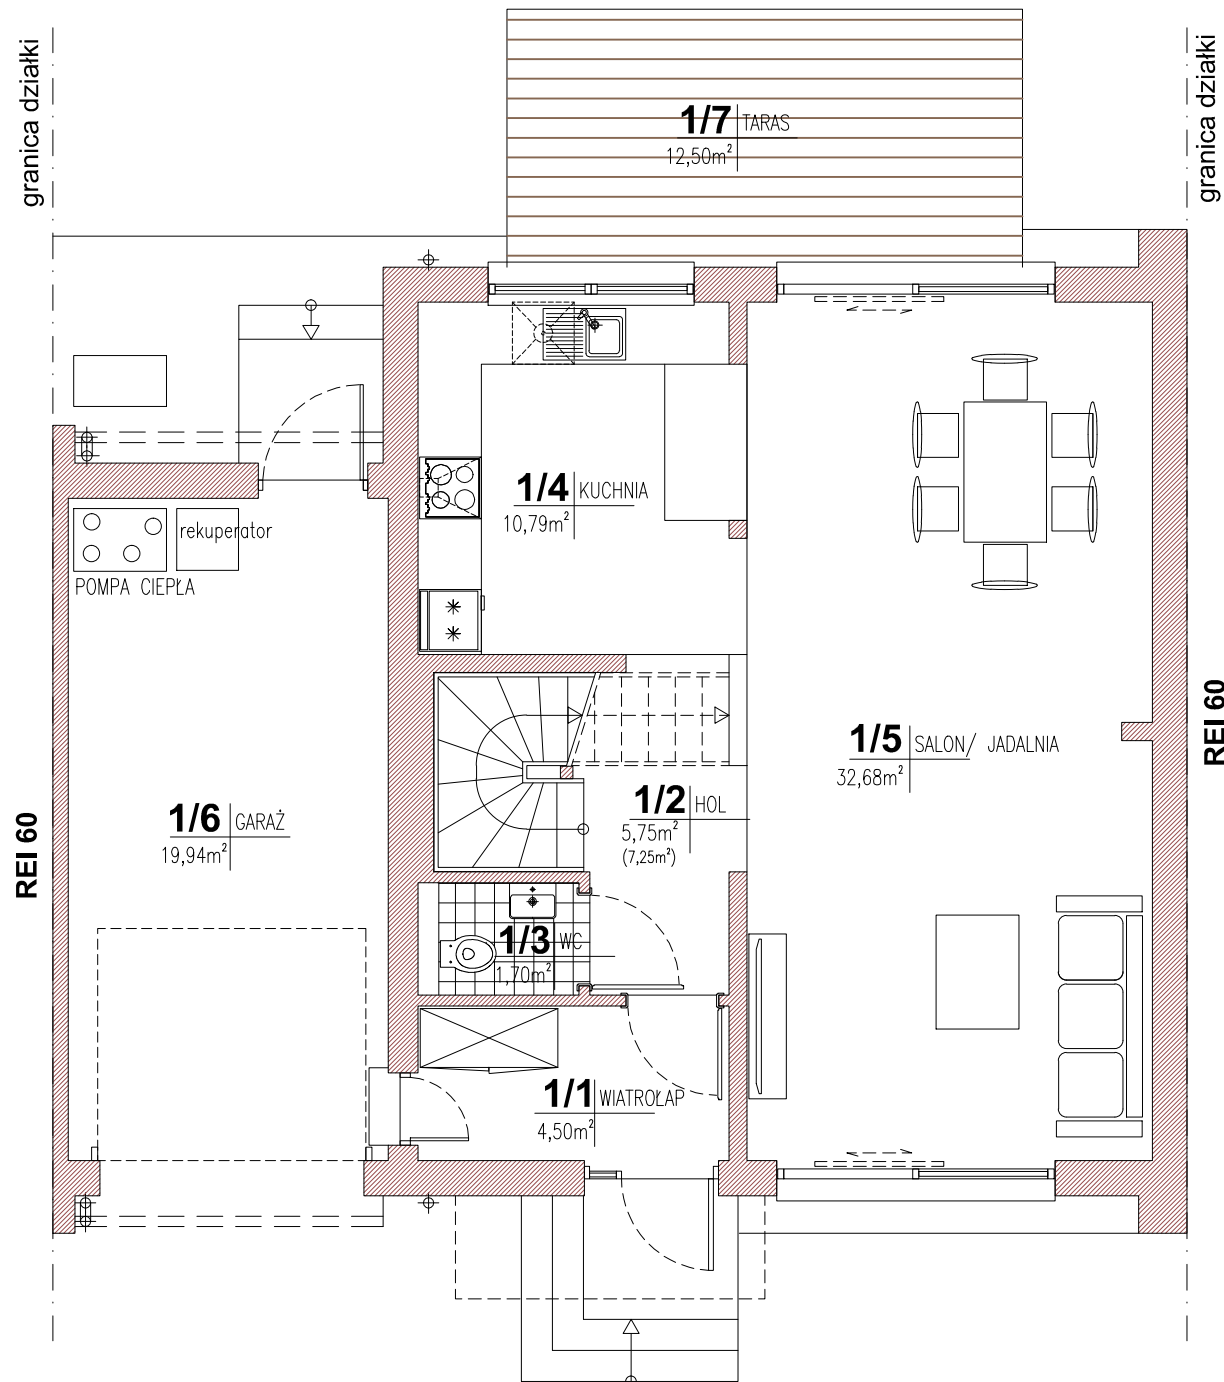 granica działki
granica działki
1/7 TARAS
12,50m²
1/4 KUCHNIA
10,79m²
rekuperator
POMPA CIEPŁA
1/5 SALON/ JADALNIA
32,68m²
REI 60
1/2 HOL
5,75m²
(7,25m²)
1/6 GARAŻ
19,94m²
REI 60
1/3 WC
1,70m²
1/1 WIATROŁAP
4,50m²